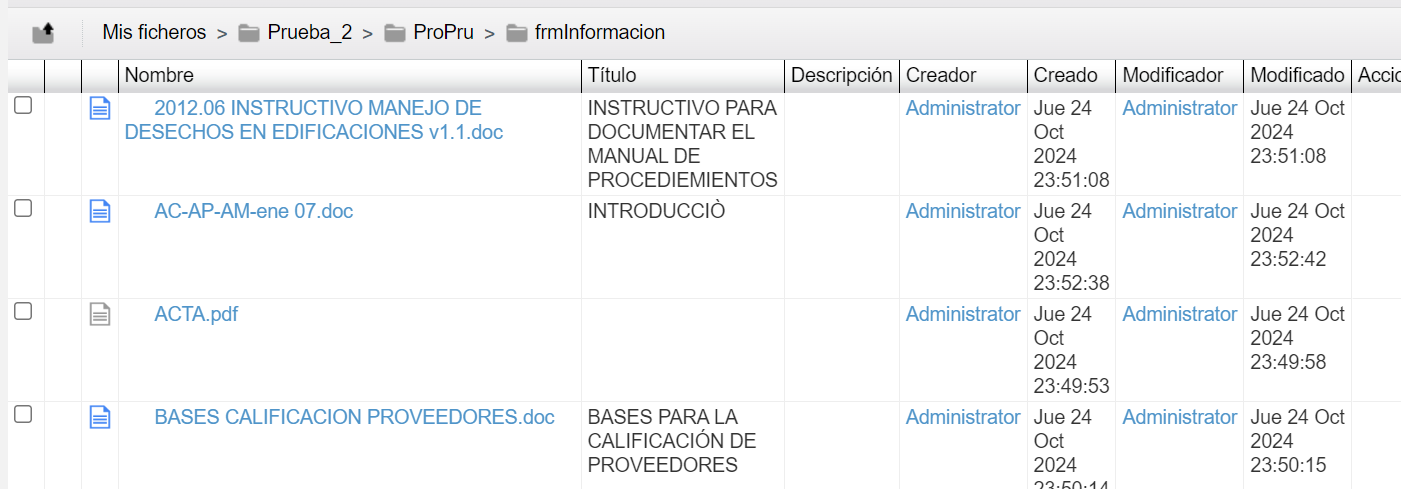 Mis ficheros > Prueba_2 > ProPru > frmInformacion
Nombre Título Descripción Creador Creado Modificador Modificado Accio
2012.06 INSTRUCTIVO MANEJO DE INSTRUCTIVO PARA Administrator Jue 24 Administrator Jue 24 Oct
DESECHOS EN EDIFICACIONES v1.1.doc DOCUMENTAR EL Oct 2024
MANUAL DE 2024 23:51:08
PROCEDIEMIENTOS 23:51:08
AC-AP-AM-ene 07.doc INTRODUCCIÒ Administrator Jue 24 Administrator Jue 24 Oct
Oct 2024
2024 23:52:42
23:52:38
ACTA.pdf Administrator Jue 24 Administrator Jue 24 Oct
Oct 2024
2024 23:49:58
23:49:53
BASES CALIFICACION PROVEEDORES.doc BASES PARA LA Administrator Jue 24 Administrator Jue 24 Oct
CALIFICACIÓN DE Oct 2024
PROVEEDORES 2024 23:50:15
23:50:14